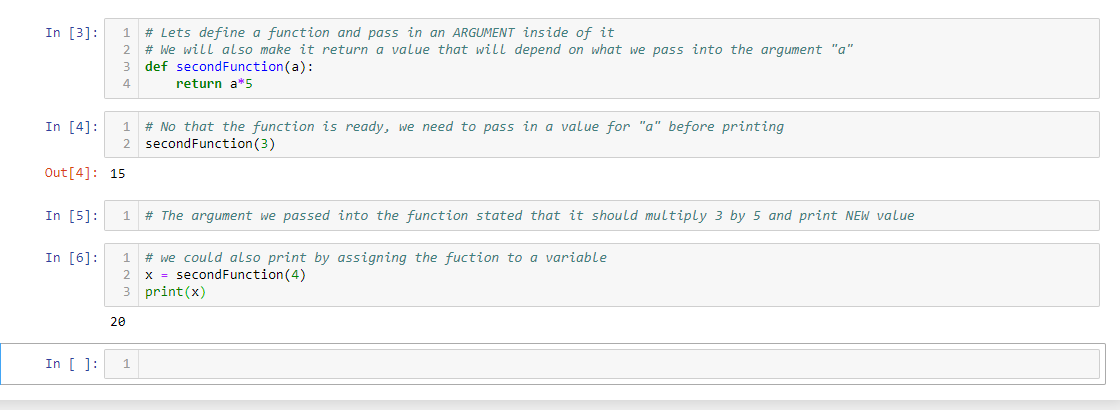 In [3]: 1 # Lets define a function and pass in an ARGUMENT inside of it
2 # We will also make it return a value that will depend on what we pass into the argument "a"
3 def secondFunction(a):
4     return a*5
In [4]: 1 # No that the function is ready, we need to pass in a value for "a" before printing
2 secondFunction(3)
Out[4]: 15
In [5]: 1 # The argument we passed into the function stated that it should multiply 3 by 5 and print NEW value
In [6]: 1 # we could also print by assigning the fuction to a variable
2 x = secondFunction(4)
3 print(x)
20
In [ ]: 1